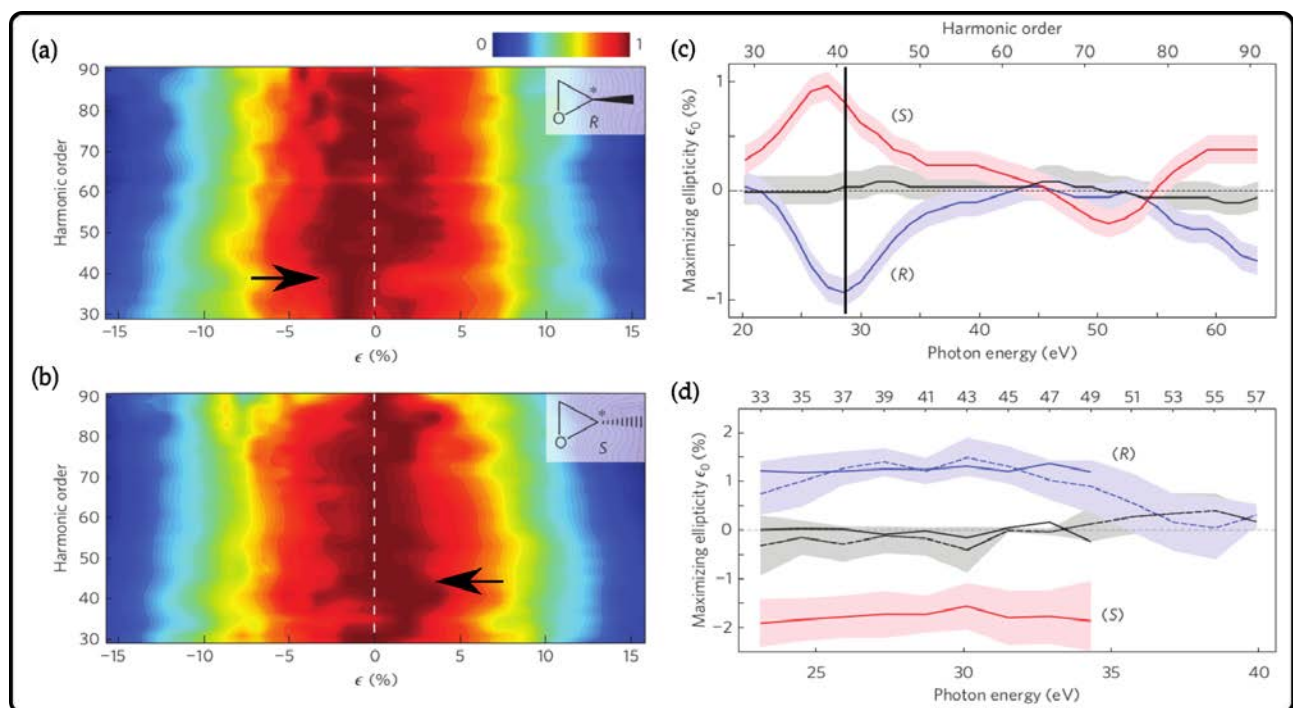 (a)
0 1
90
80
70
60
50
40
30
Harmonic order
O * R
−15 −10 −5 0 5 10 15
ϵ (%)
(b)
90
80
70
60
50
40
30
Harmonic order
O * S
−15 −10 −5 0 5 10 15
ϵ (%)
(c)
Harmonic order
30 40 50 60 70 80 90
1
0
−1
Maximizing ellipticity ϵ0 (%)
(S)
(R)
20 30 40 50 60
Photon energy (eV)
(d)
33 35 37 39 41 43 45 47 49 51 53 55 57
2
1
0
−1
−2
Maximizing ellipticity ϵ0 (%)
(R)
(S)
25 30 35 40
Photon energy (eV)